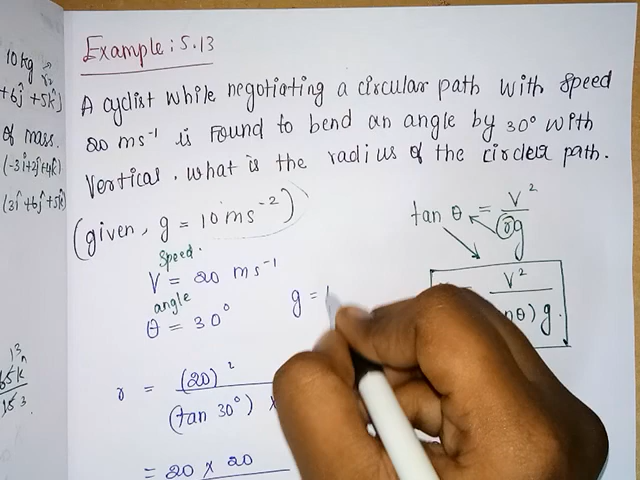 Example: 5.13
A cyclist while negotiating a circular path with speed
20 ms⁻¹ is found to bend an angle by 30° with
vertical. what is the radius of the circular path.
(given, g = 10 ms⁻²)
speed.
V = 20 ms⁻¹
angle
θ = 30°
g =
r = (20)²
(tan 30°) ×
= 20 × 20
tan θ = V²
rg
V²
θ) g.
10kg
+6ĵ +5k̂)
of mass.
(-3î+2ĵ+4k̂)
(3î+6ĵ+5k̂)